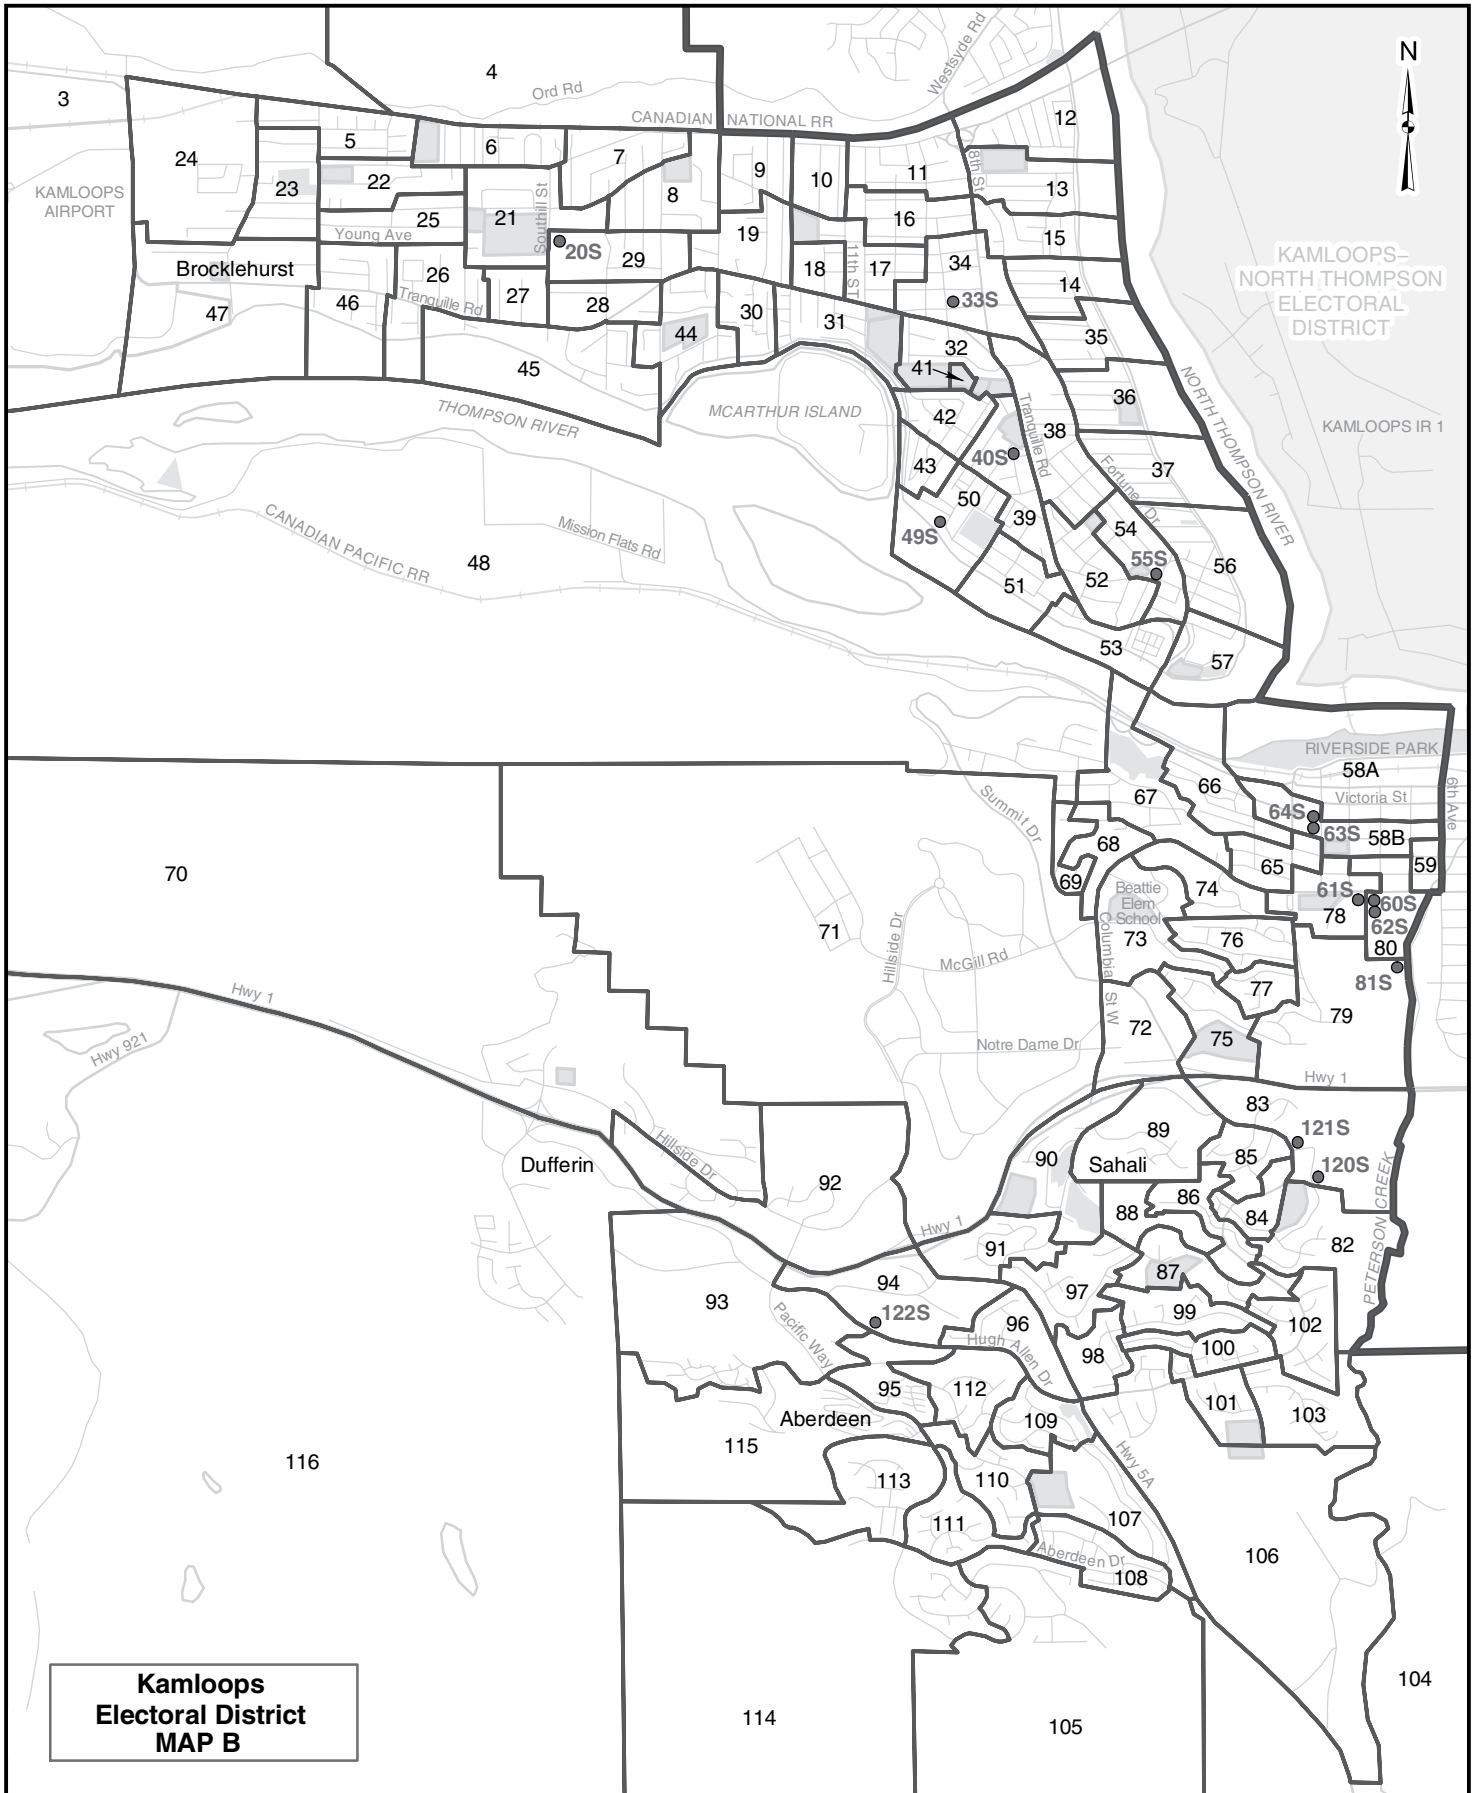 N
3
4
Ord Rd
Westsyde Rd
CANADIAN NATIONAL RR
12
24
5
6
7
9
10
11
8th St
KAMLOOPS
AIRPORT
23
22
8
13
25
21
Southill St
19
16
15
Young Ave
20S
29
18
11th ST
17
34
14
KAMLOOPS–
NORTH THOMPSON
ELECTORAL
DISTRICT
Brocklehurst
47
46
26
Tranquille Rd
27
28
44
30
31
33S
35
32
41
45
36
THOMPSON RIVER
MCARTHUR ISLAND
42
Tranquille Rd
38
NORTH THOMPSON RIVER
KAMLOOPS IR 1
43
40S
37
Fortune Dr
50
39
54
49S
CANADIAN PACIFIC RR
Mission Flats Rd
48
51
52
55S
56
53
57
RIVERSIDE PARK
58A
67
66
Victoria St
6th Ave
Summit Dr
64S
63S
58B
68
65
59
70
69
Beattie
Elem
School
74
61S
60S
78
62S
71
Hillside Dr
McGill Rd
73
Columbia St W
76
80
81S
77
Hwy 1
72
75
79
Hwy 921
Notre Dame Dr
Hwy 1
83
89
121S
Hillside Dr
Dufferin
90
Sahali
85
120S
92
86
88
84
Hwy 1
91
82
PETERSON CREEK
87
94
97
93
99
122S
96
102
Pacific Way
Hugh Allen Dr
98
100
95
112
101
Aberdeen
109
103
115
116
Hwy 5A
113
110
111
107
Aberdeen Dr
108
106
Kamloops
Electoral District
MAP B
104
114
105